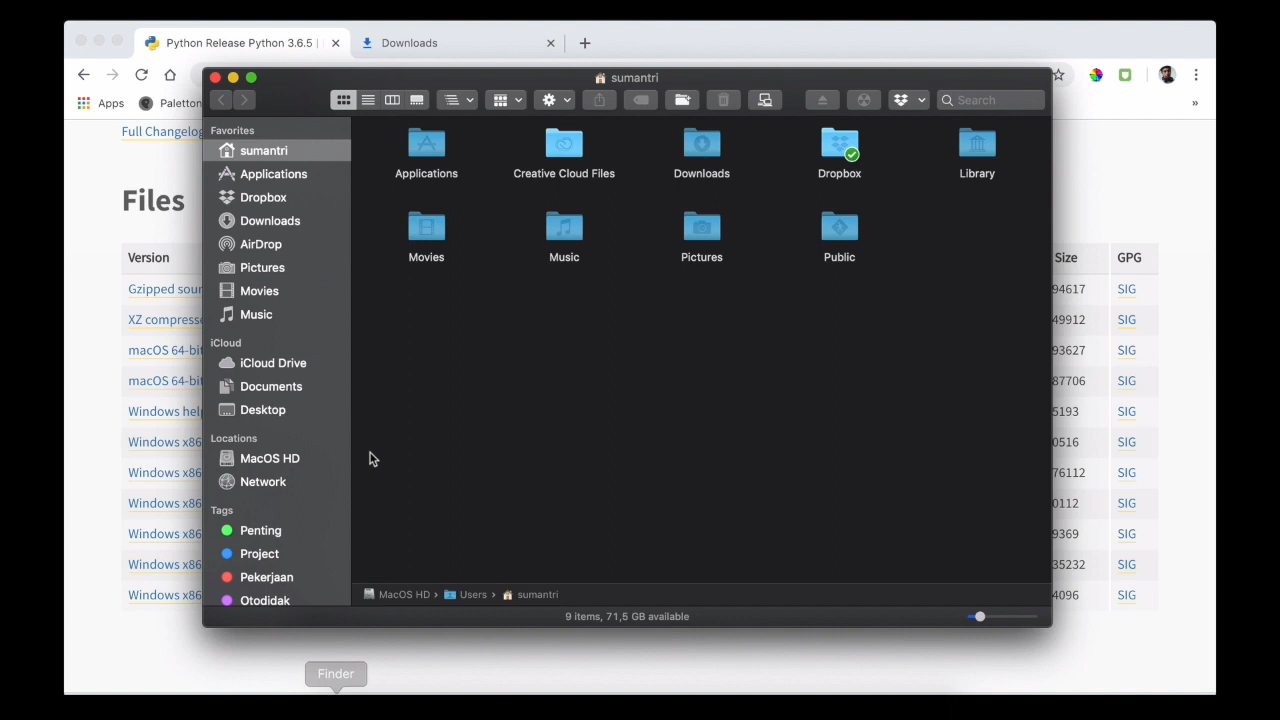 Python Release Python 3.6.5 |
Downloads
Apps
Paletton
sumantri
Search
Full Changelog
Files
Version
Size
GPG
Gzipped sour
94617
SIG
XZ compresse
49912
SIG
macOS 64-bit
93627
SIG
macOS 64-bit
87706
SIG
Windows help
5193
SIG
Windows x86
0516
SIG
Windows x86
76112
SIG
Windows x86
0112
SIG
Windows x86
9369
SIG
Windows x86
35232
SIG
Windows x86
4096
SIG
Favorites
sumantri
Applications
Dropbox
Downloads
AirDrop
Pictures
Movies
Music
iCloud
iCloud Drive
Documents
Desktop
Locations
MacOS HD
Network
Tags
Penting
Project
Pekerjaan
Otodidak
Applications
Creative Cloud Files
Downloads
Dropbox
Library
Movies
Music
Pictures
Public
MacOS HD › Users › sumantri
9 items, 71,5 GB available
Finder